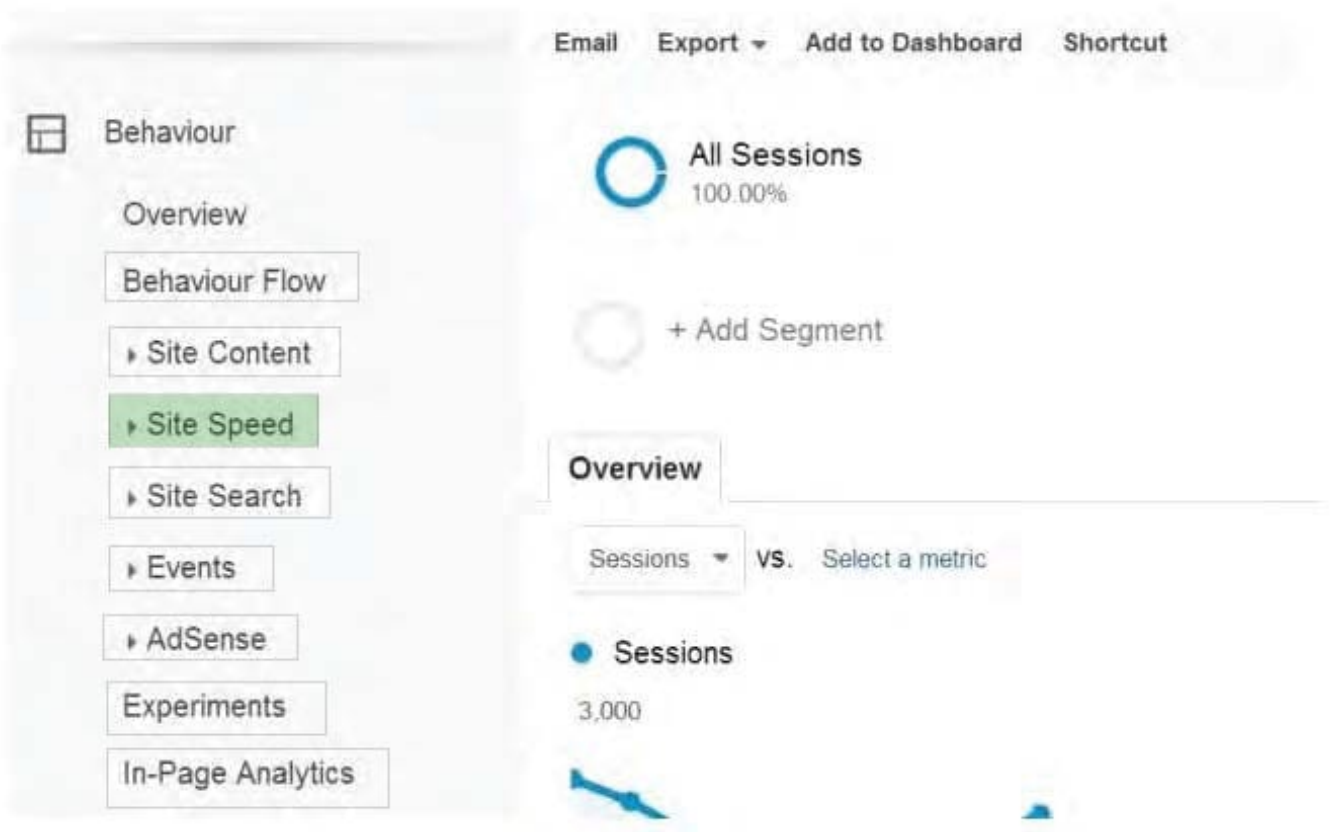 Email Export Add to Dashboard Shortcut
Behaviour
Overview
Behaviour Flow
Site Content
Site Speed
Site Search
Events
AdSense
Experiments
In-Page Analytics
All Sessions
100.00%
+ Add Segment
Overview
Sessions VS. Select a metric
Sessions
3,000